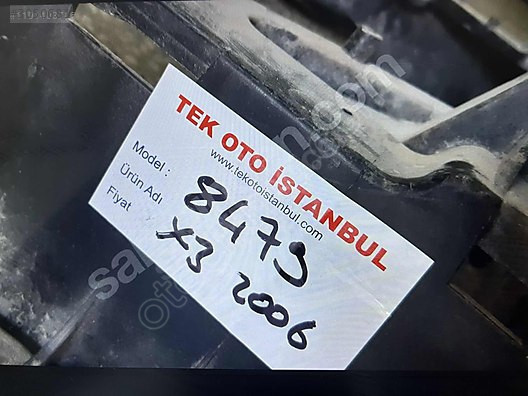 TEK OTO İSTANBUL
www.tekotoistanbul.com
Model :
Ürün Adı
Fiyat
8479
X3 2006